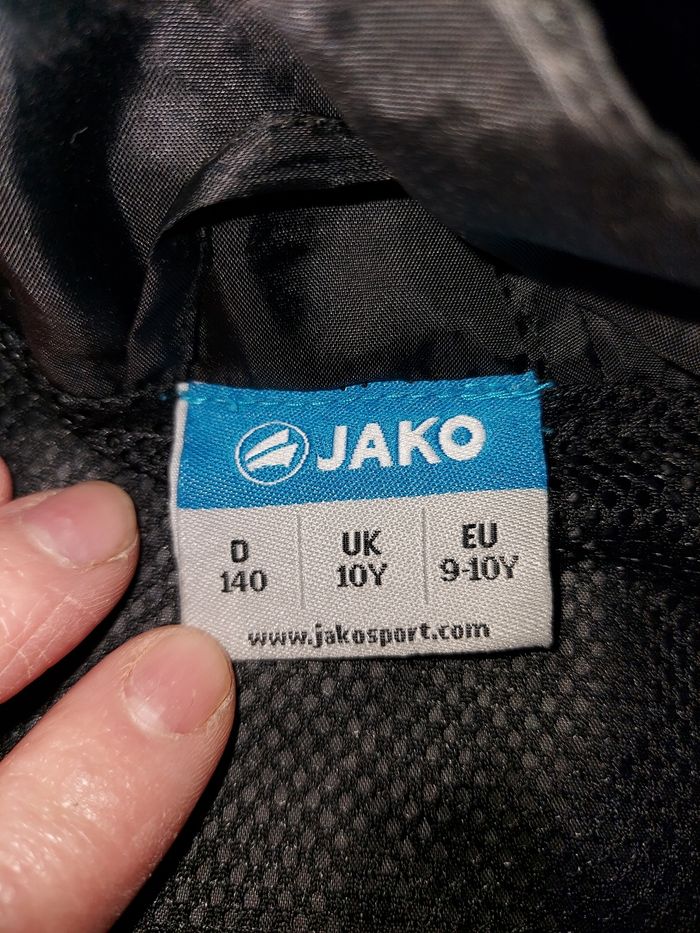 JAKO
D UK EU
140 10Y 9-10Y
www.jakosport.com